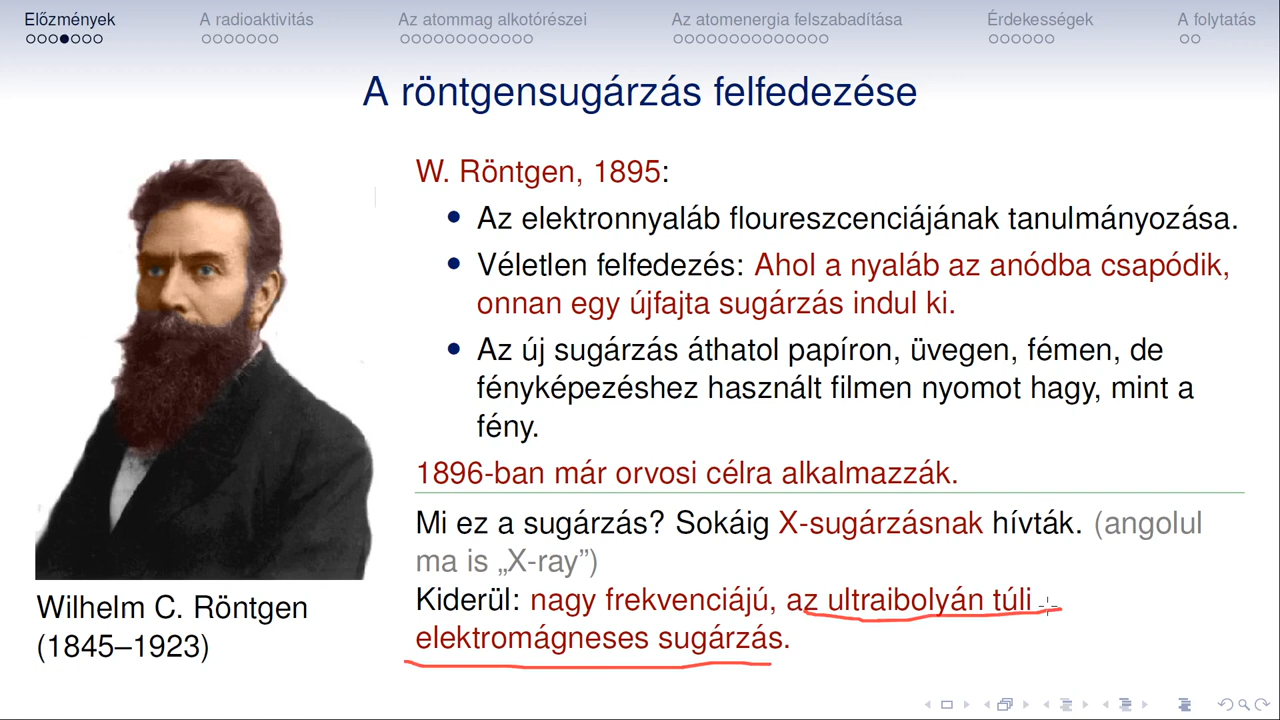 Előzmények
A radioaktivitás
Az atommag alkotórészei
Az atomenergia felszabadítása
Érdekességek
A folytatás
A röntgensugárzás felfedezése
W. Röntgen, 1895:
Az elektronnyaláb floureszcenciájának tanulmányozása.
Véletlen felfedezés: Ahol a nyaláb az anódba csapódik,
onnan egy újfajta sugárzás indul ki.
Az új sugárzás áthatol papíron, üvegen, fémen, de
fényképezéshez használt filmen nyomot hagy, mint a
fény.
1896-ban már orvosi célra alkalmazzák.
Mi ez a sugárzás? Sokáig X-sugárzásnak hívták. (angolul
ma is „X-ray”)
Kiderül: nagy frekvenciájú, az ultraibolyán túli
elektromágneses sugárzás.
Wilhelm C. Röntgen
(1845–1923)